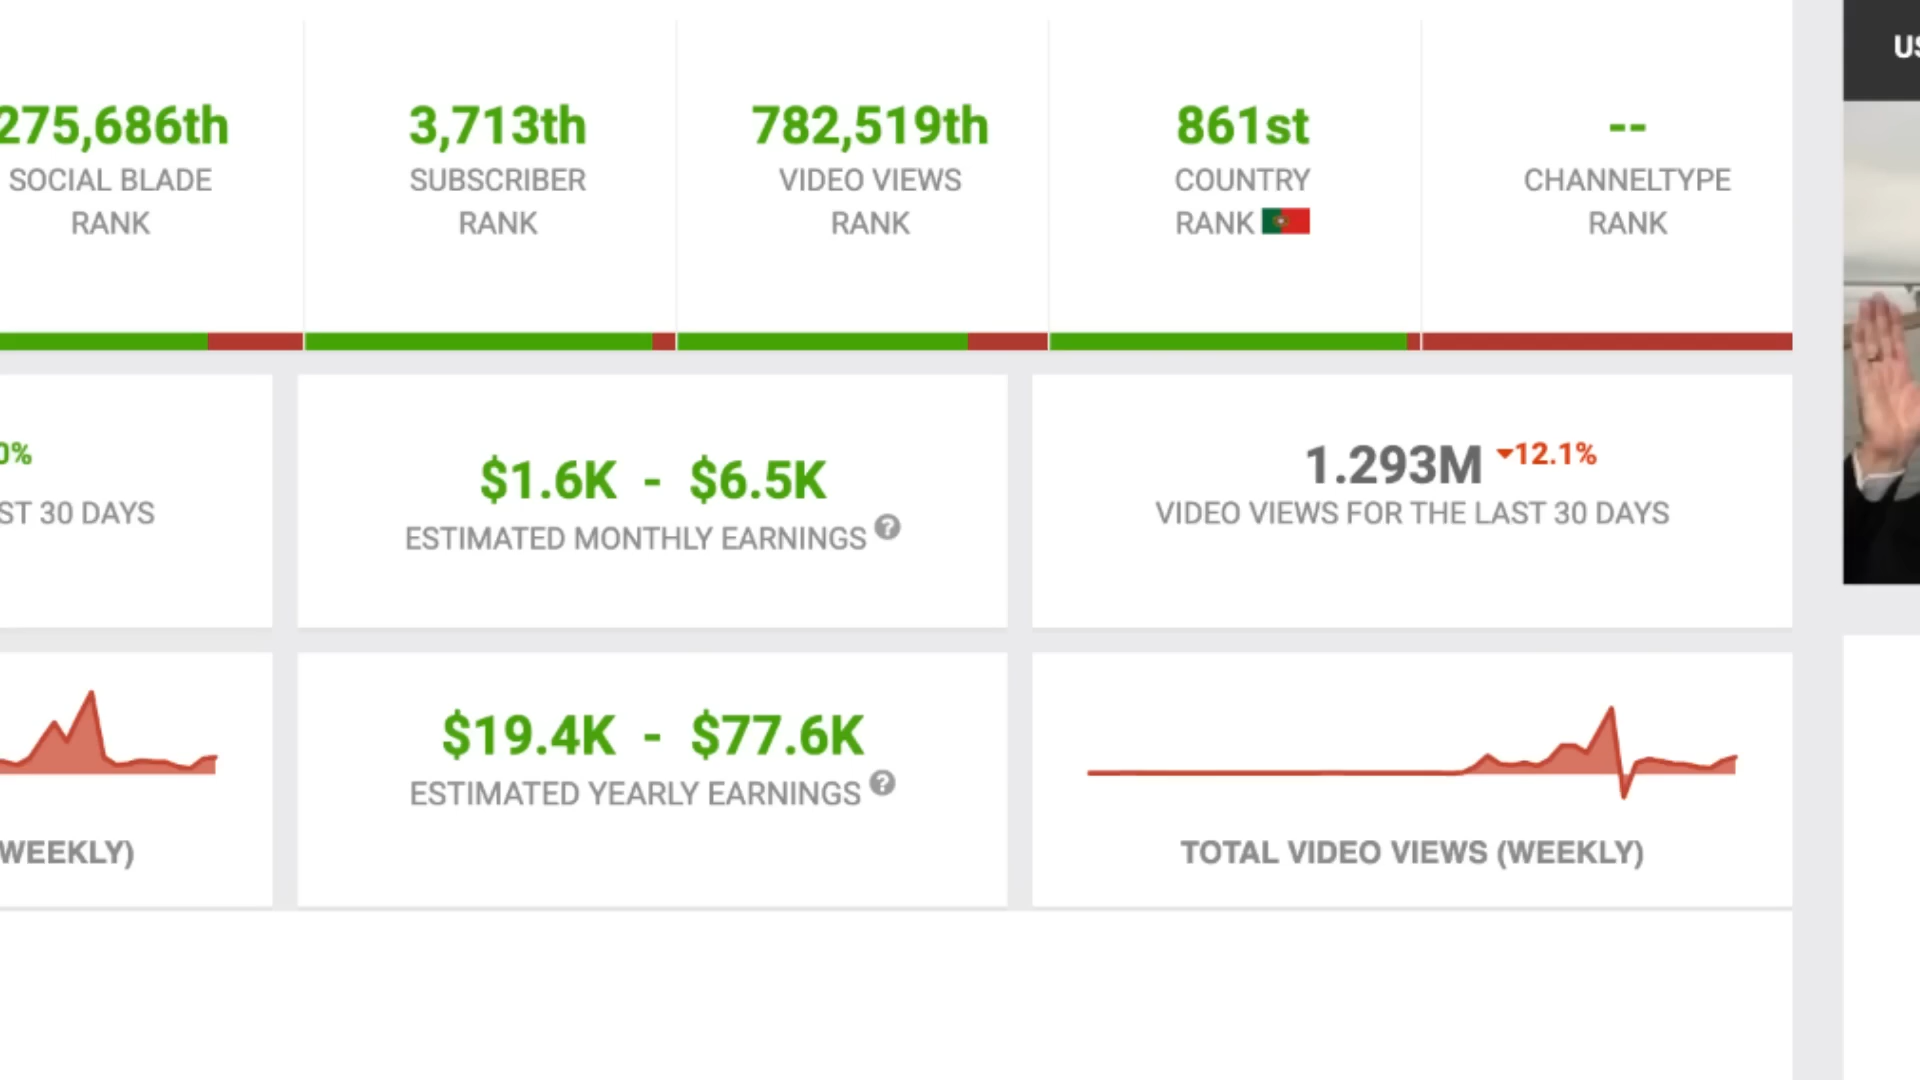 US
275,686th 3,713th 782,519th 861st --
SOCIAL BLADE SUBSCRIBER VIDEO VIEWS COUNTRY CHANNELTYPE
RANK RANK RANK RANK RANK
0% $1.6K - $6.5K 1.293M 12.1%
ST 30 DAYS ESTIMATED MONTHLY EARNINGS ? VIDEO VIEWS FOR THE LAST 30 DAYS
$19.4K - $77.6K
ESTIMATED YEARLY EARNINGS ?
WEEKLY) TOTAL VIDEO VIEWS (WEEKLY)